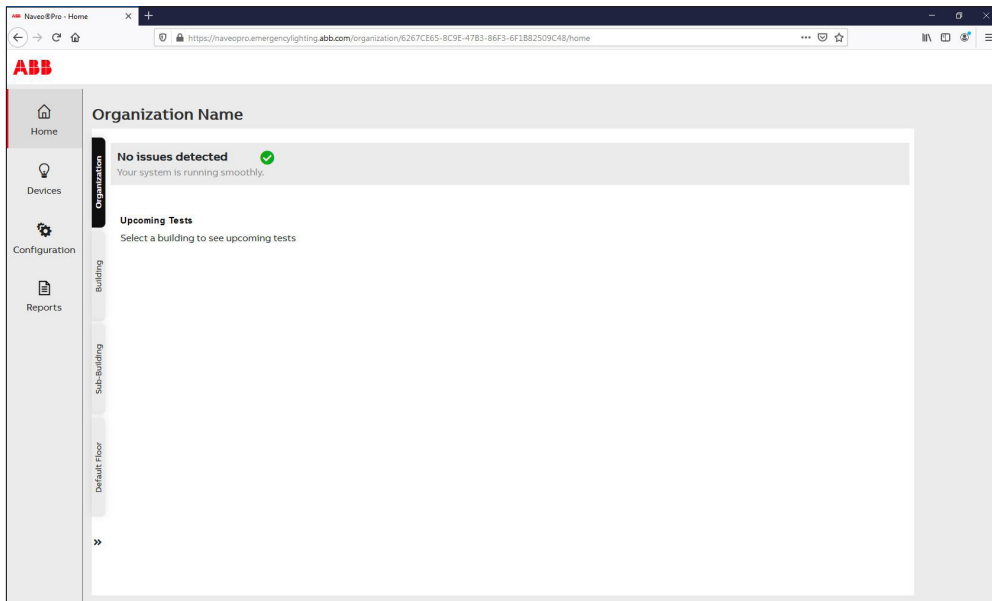 ABB Naveo®Pro - Home
https://naveopro.emergencylighting.abb.com/organization/6267CE65-8C9E-47B3-86F3-6F1B82509C48/home
ABB
Home
Devices
Configuration
Reports
Organization Name
Organization
Building
Sub-Building
Default Floor
No issues detected
Your system is running smoothly.
Upcoming Tests
Select a building to see upcoming tests